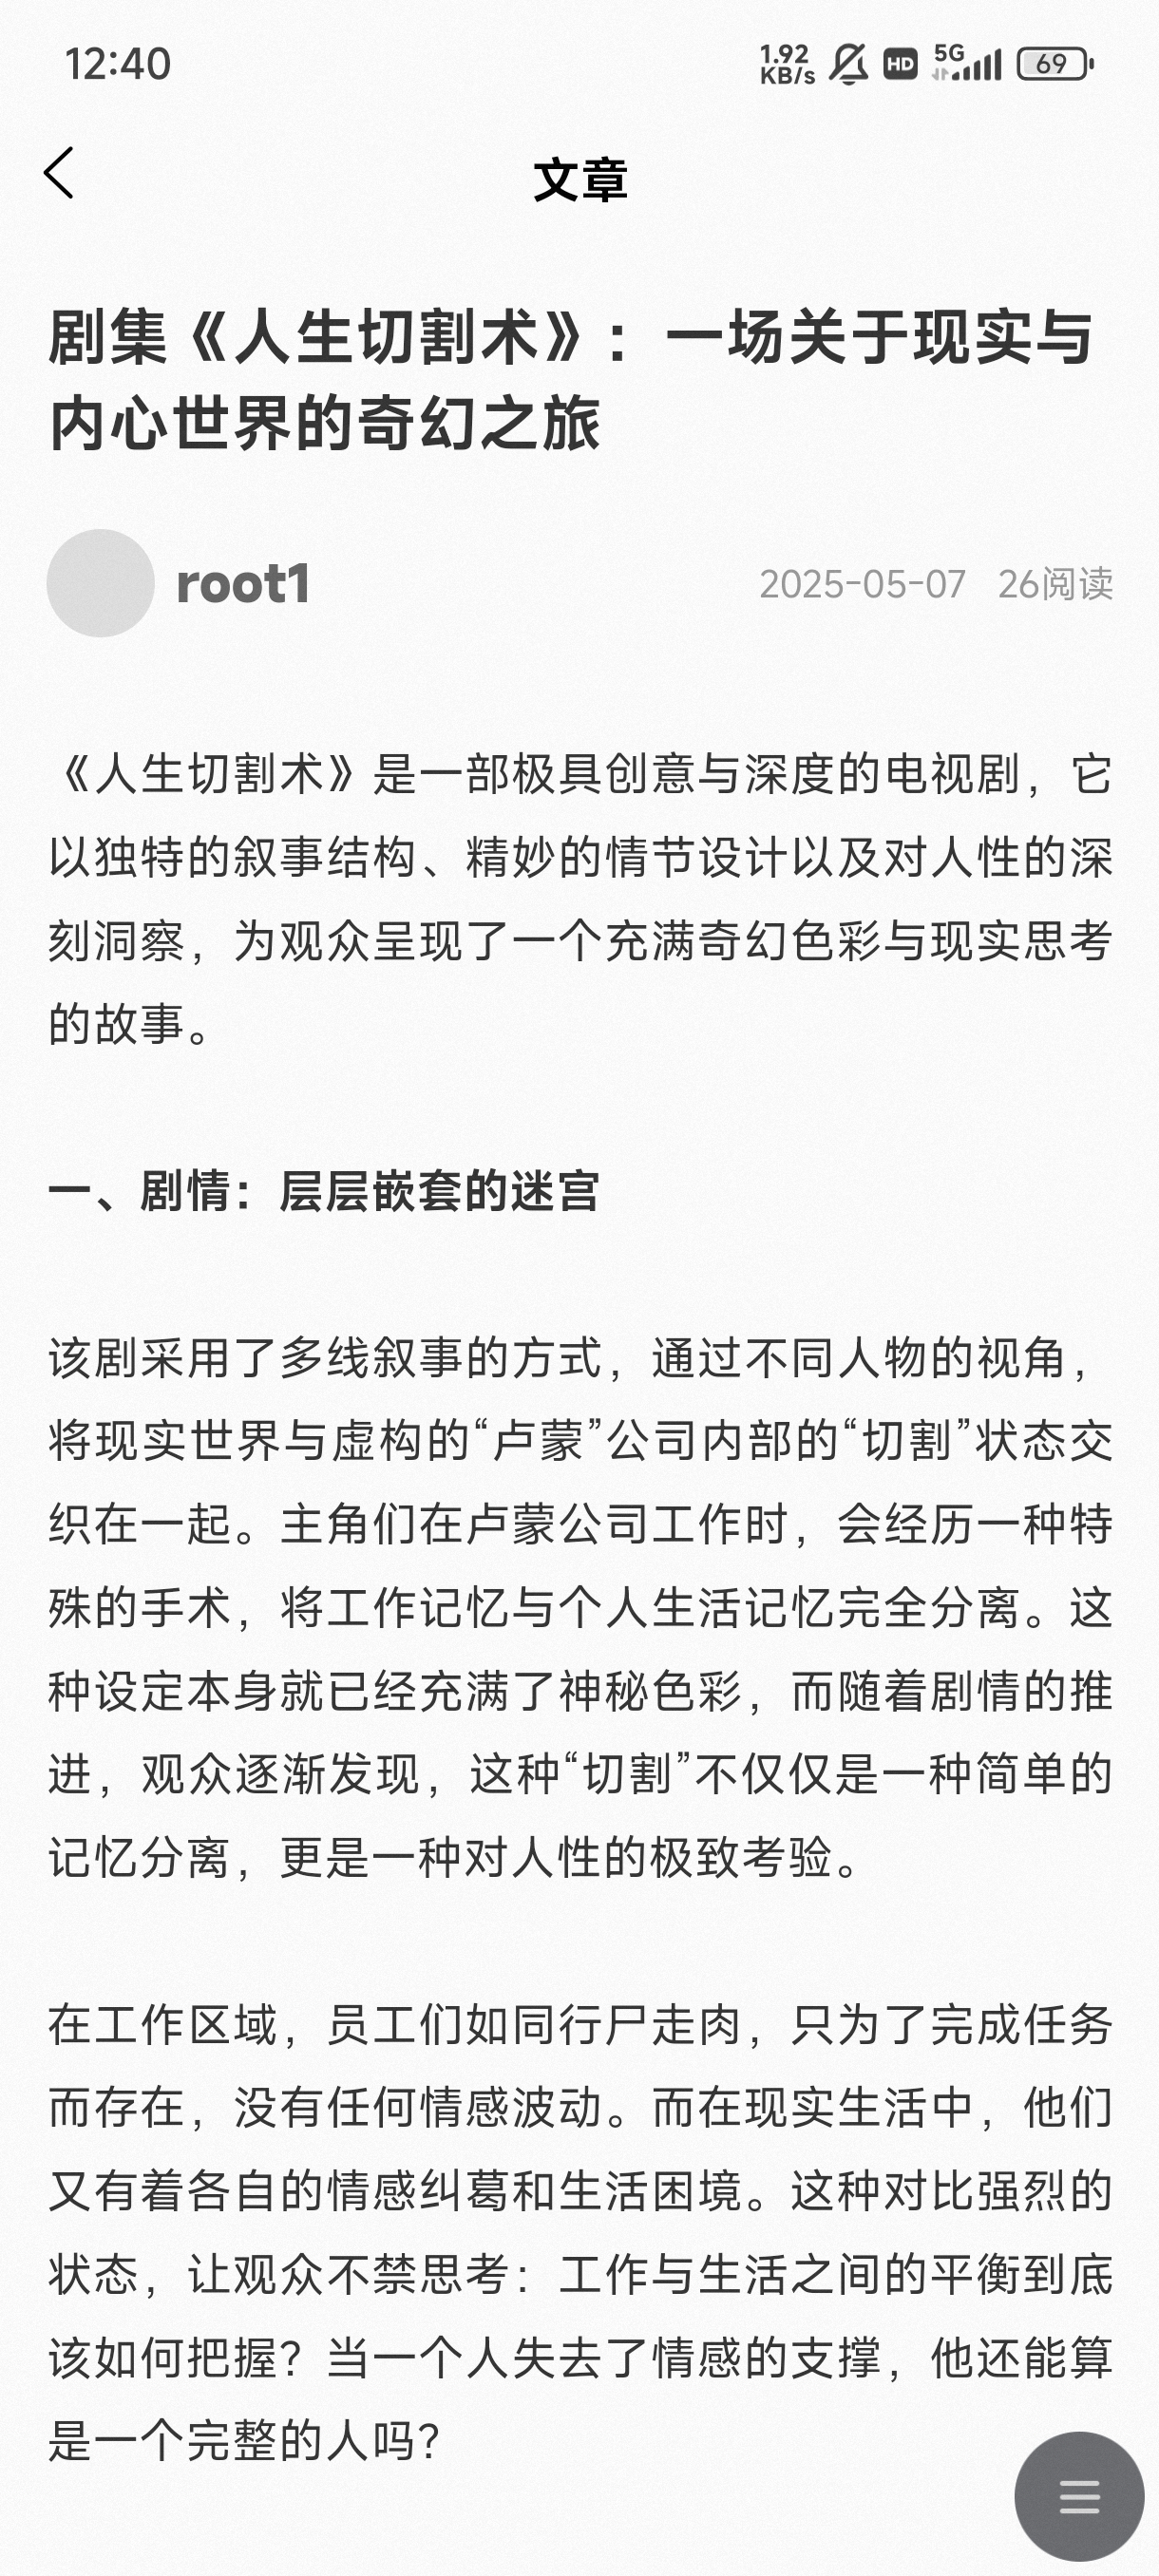 12:40
1.92 KB/s HD 5G 69
文章
剧集《人生切割术》：一场关于现实与
内心世界的奇幻之旅
root1 2025-05-07 26阅读
《人生切割术》是一部极具创意与深度的电视剧，它
以独特的叙事结构、精妙的情节设计以及对人性的深
刻洞察，为观众呈现了一个充满奇幻色彩与现实思考
的故事。
一、剧情：层层嵌套的迷宫
该剧采用了多线叙事的方式，通过不同人物的视角，
将现实世界与虚构的“卢蒙”公司内部的“切割”状态交
织在一起。主角们在卢蒙公司工作时，会经历一种特
殊的手术，将工作记忆与个人生活记忆完全分离。这
种设定本身就已经充满了神秘色彩，而随着剧情的推
进，观众逐渐发现，这种“切割”不仅仅是一种简单的
记忆分离，更是一种对人性的极致考验。
在工作区域，员工们如同行尸走肉，只为了完成任务
而存在，没有任何情感波动。而在现实生活中，他们
又有着各自的情感纠葛和生活困境。这种对比强烈的
状态，让观众不禁思考：工作与生活之间的平衡到底
该如何把握？当一个人失去了情感的支撑，他还能算
是一个完整的人吗？